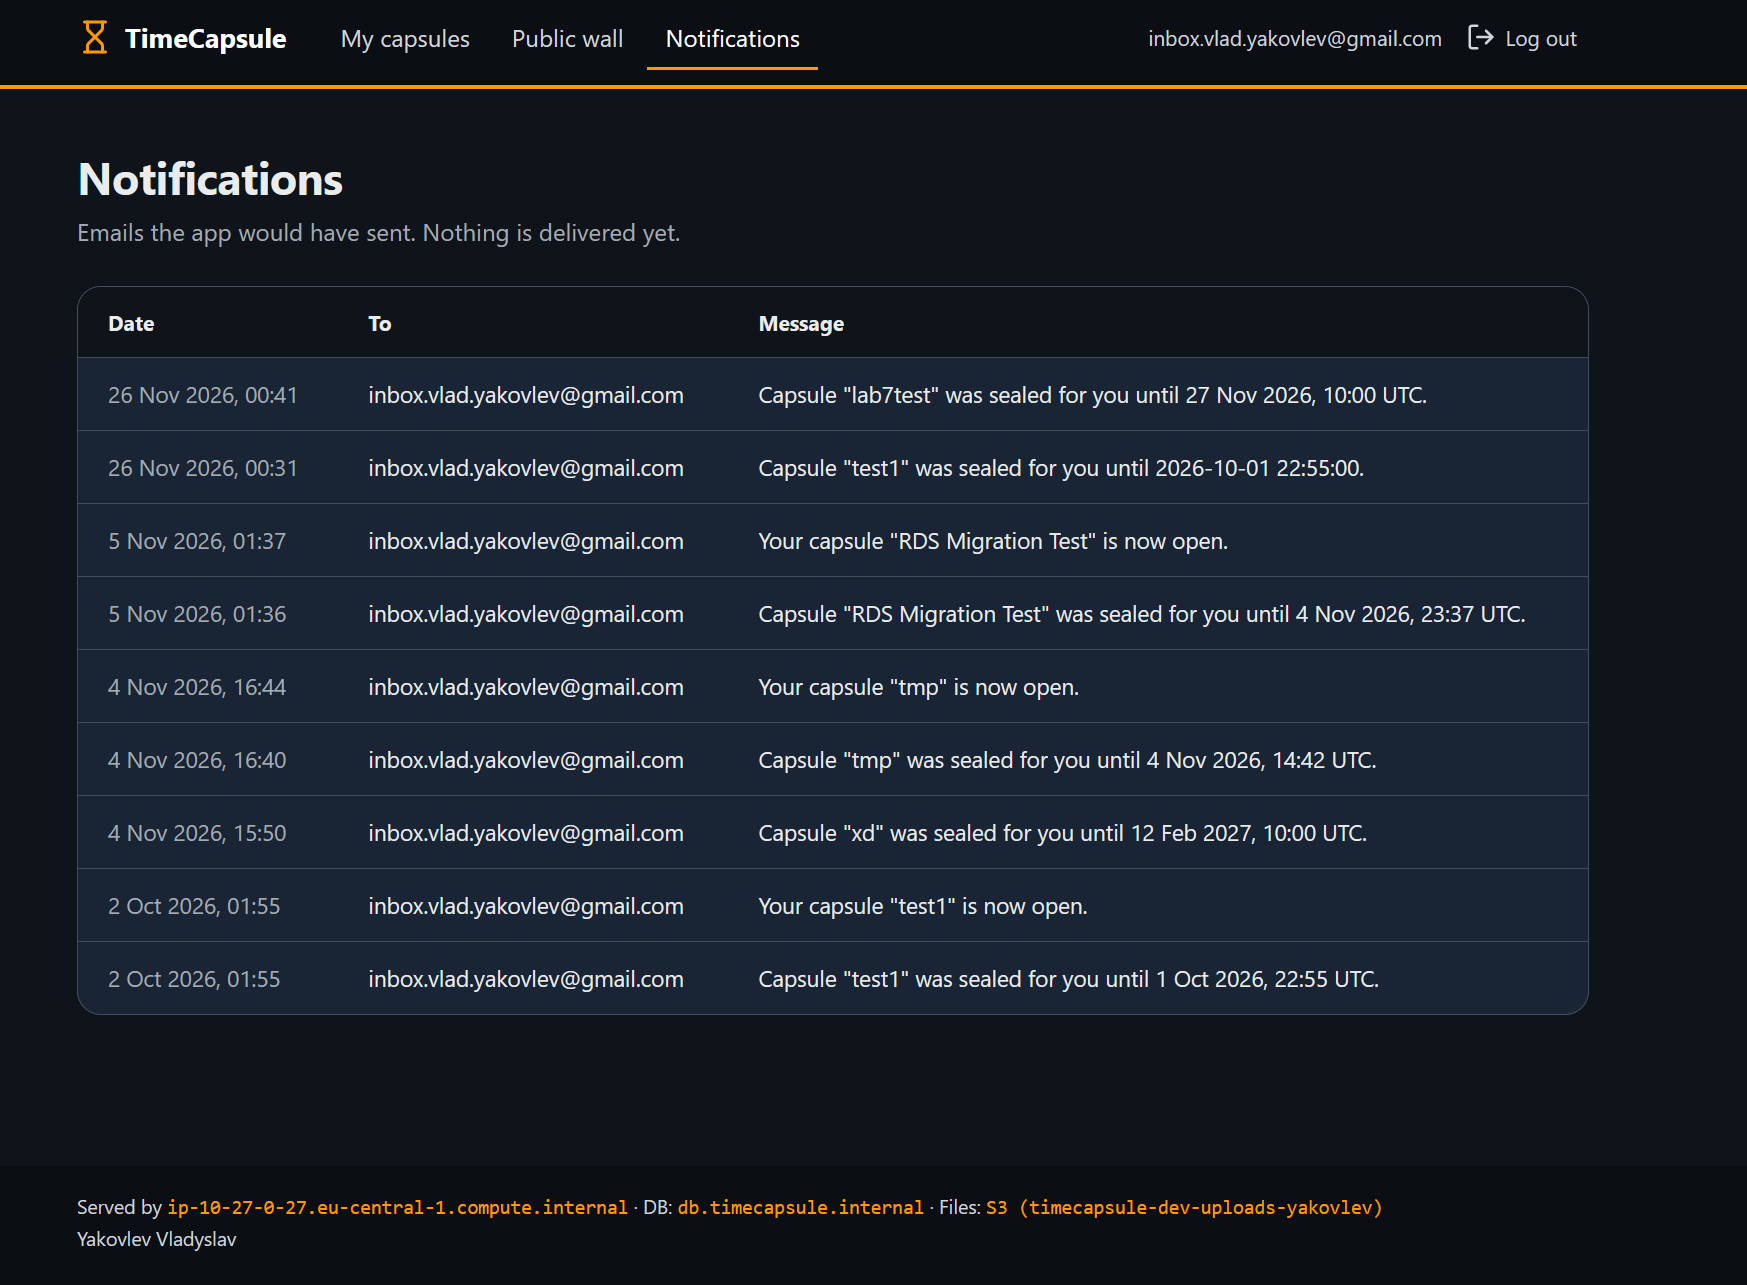 TimeCapsule My capsules Public wall Notifications inbox.vlad.yakovlev@gmail.com Log out
Notifications
Emails the app would have sent. Nothing is delivered yet.
Date To Message
26 Nov 2026, 00:41 inbox.vlad.yakovlev@gmail.com Capsule "lab7test" was sealed for you until 27 Nov 2026, 10:00 UTC.
26 Nov 2026, 00:31 inbox.vlad.yakovlev@gmail.com Capsule "test1" was sealed for you until 2026-10-01 22:55:00.
5 Nov 2026, 01:37 inbox.vlad.yakovlev@gmail.com Your capsule "RDS Migration Test" is now open.
5 Nov 2026, 01:36 inbox.vlad.yakovlev@gmail.com Capsule "RDS Migration Test" was sealed for you until 4 Nov 2026, 23:37 UTC.
4 Nov 2026, 16:44 inbox.vlad.yakovlev@gmail.com Your capsule "tmp" is now open.
4 Nov 2026, 16:40 inbox.vlad.yakovlev@gmail.com Capsule "tmp" was sealed for you until 4 Nov 2026, 14:42 UTC.
4 Nov 2026, 15:50 inbox.vlad.yakovlev@gmail.com Capsule "xd" was sealed for you until 12 Feb 2027, 10:00 UTC.
2 Oct 2026, 01:55 inbox.vlad.yakovlev@gmail.com Your capsule "test1" is now open.
2 Oct 2026, 01:55 inbox.vlad.yakovlev@gmail.com Capsule "test1" was sealed for you until 1 Oct 2026, 22:55 UTC.
Served by ip-10-27-0-27.eu-central-1.compute.internal · DB: db.timecapsule.internal · Files: S3 (timecapsule-dev-uploads-yakovlev)
Yakovlev Vladyslav